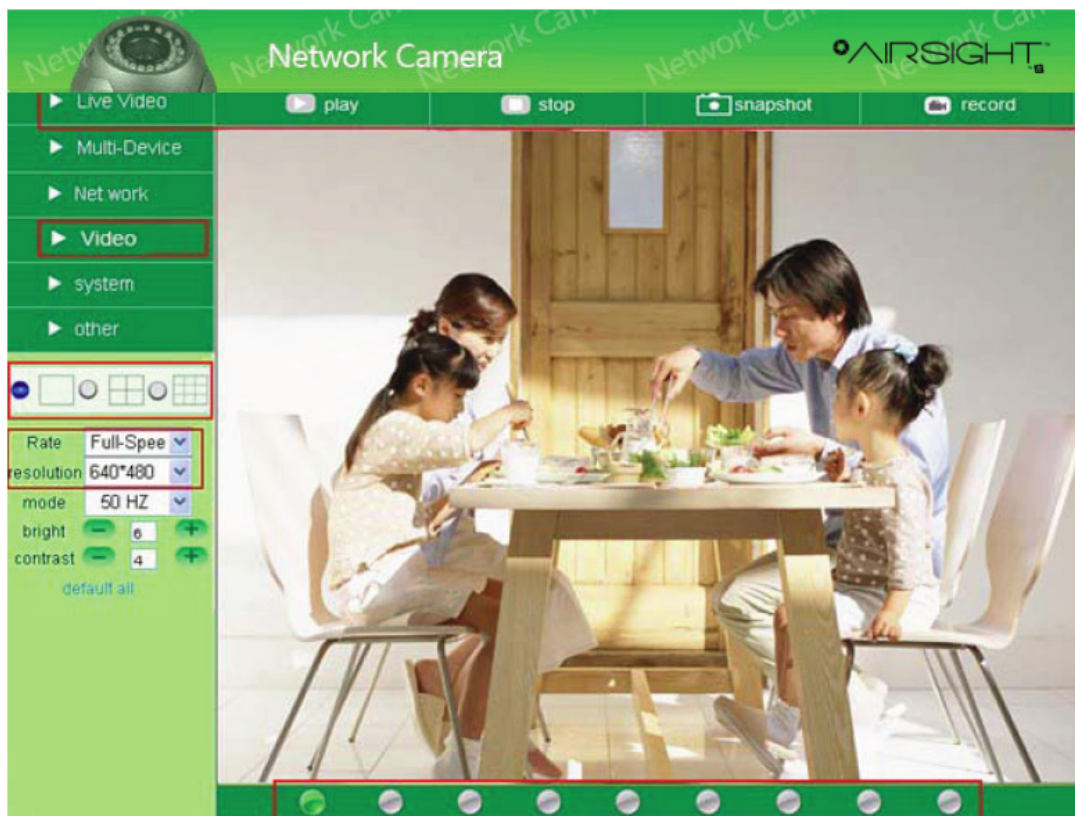 Network Camera
AIRSIGHT
Live Video
play
stop
snapshot
record
Multi-Device
Net work
Video
system
other
Rate Full-Spee
resolution 640*480
mode 50 HZ
bright 6
contrast 4
default all